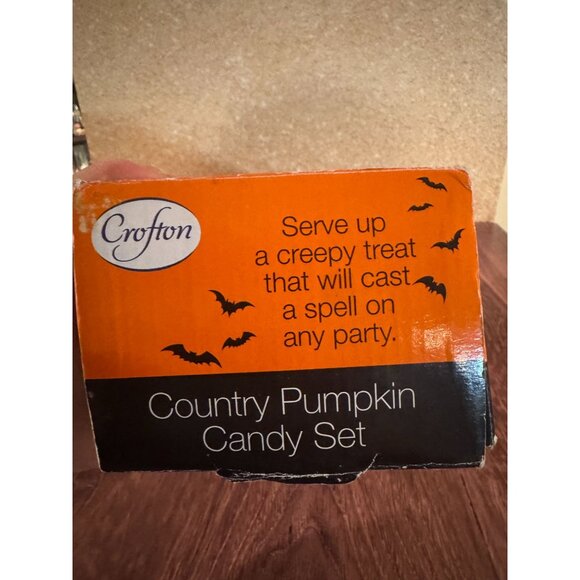 Crofton
Serve up
a creepy treat
that will cast
a spell on
any party.
Country Pumpkin
Candy Set